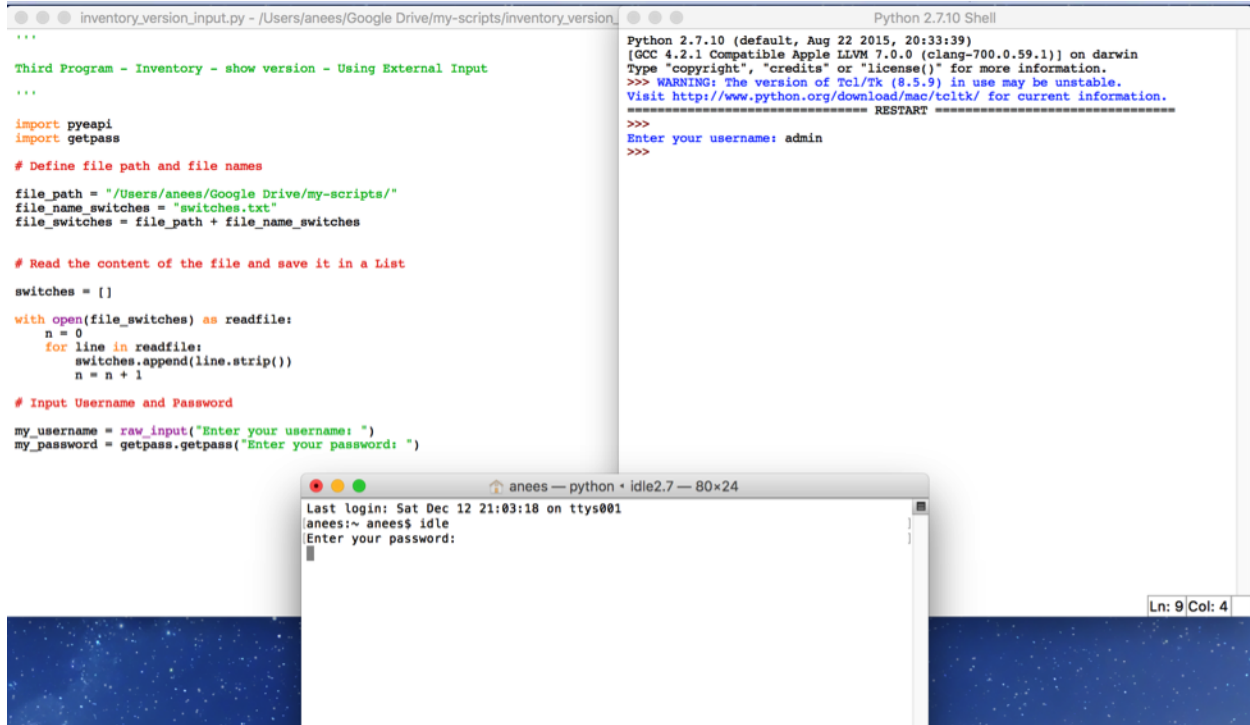 inventory_version_input.py - /Users/anees/Google Drive/my-scripts/inventory_version_
'''
Third Program - Inventory - show version - Using External Input
'''
import pyeapi
import getpass
# Define file path and file names
file_path = "/Users/anees/Google Drive/my-scripts/"
file_name_switches = "switches.txt"
file_switches = file_path + file_name_switches
# Read the content of the file and save it in a List
switches = []
with open(file_switches) as readfile:
    n = 0
    for line in readfile:
        switches.append(line.strip())
        n = n + 1
# Input Username and Password
my_username = raw_input("Enter your username: ")
my_password = getpass.getpass("Enter your password: ")
Python 2.7.10 Shell
Python 2.7.10 (default, Aug 22 2015, 20:33:39)
[GCC 4.2.1 Compatible Apple LLVM 7.0.0 (clang-700.0.59.1)] on darwin
Type "copyright", "credits" or "license()" for more information.
>>> WARNING: The version of Tcl/Tk (8.5.9) in use may be unstable.
Visit http://www.python.org/download/mac/tcltk/ for current information.
================================ RESTART ================================
>>>
Enter your username: admin
>>>
Ln: 9 Col: 4
anees — python ◂ idle2.7 — 80×24
Last login: Sat Dec 12 21:03:18 on ttys001
[anees:~ anees$ idle ]
[Enter your password: ]